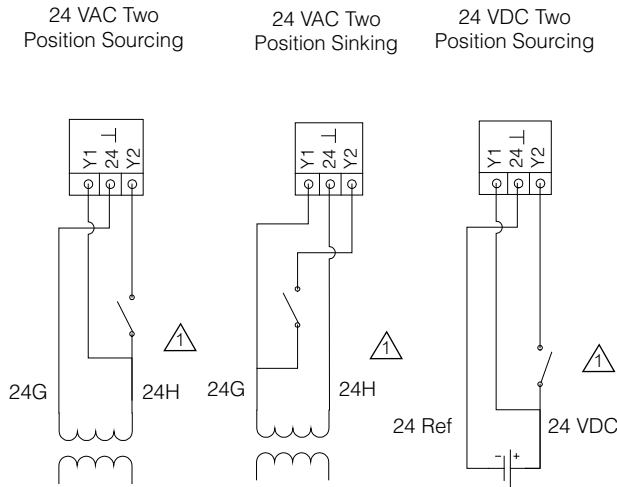 24 VAC Two
Position Sourcing
24 VAC Two
Position Sinking
24 VDC Two
Position Sourcing
Y1
24 ⊥
Y2
Y1
24 ⊥
Y2
Y1
24 ⊥
Y2
1
1
1
24G
24H
24G
24H
24 Ref
24 VDC
- +